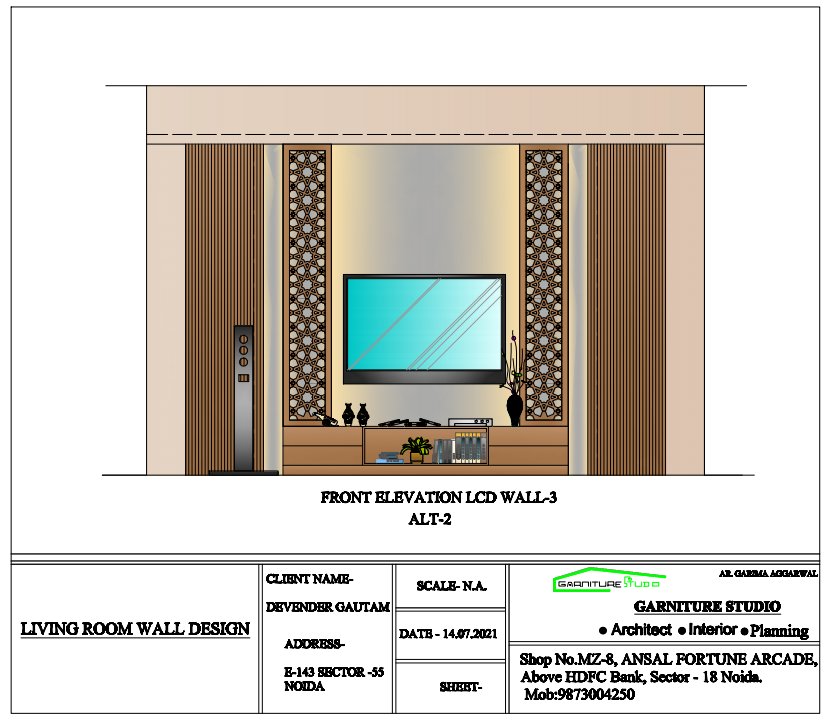 FRONT ELEVATION LCD WALL-3
ALT-2
LIVING ROOM WALL DESIGN
CLIENT NAME-
DEVENDER GAUTAM
ADDRESS-
E-143 SECTOR -55
NOIDA
SCALE- N.A.
DATE - 14.07.2021
SHEET-
GARNITURE STUDIO
AR. GARIMA AGGARWAL
GARNITURE STUDIO
● Architect ● Interior ● Planning
Shop No.MZ-8, ANSAL FORTUNE ARCADE,
Above HDFC Bank, Sector - 18 Noida.
Mob:9873004250